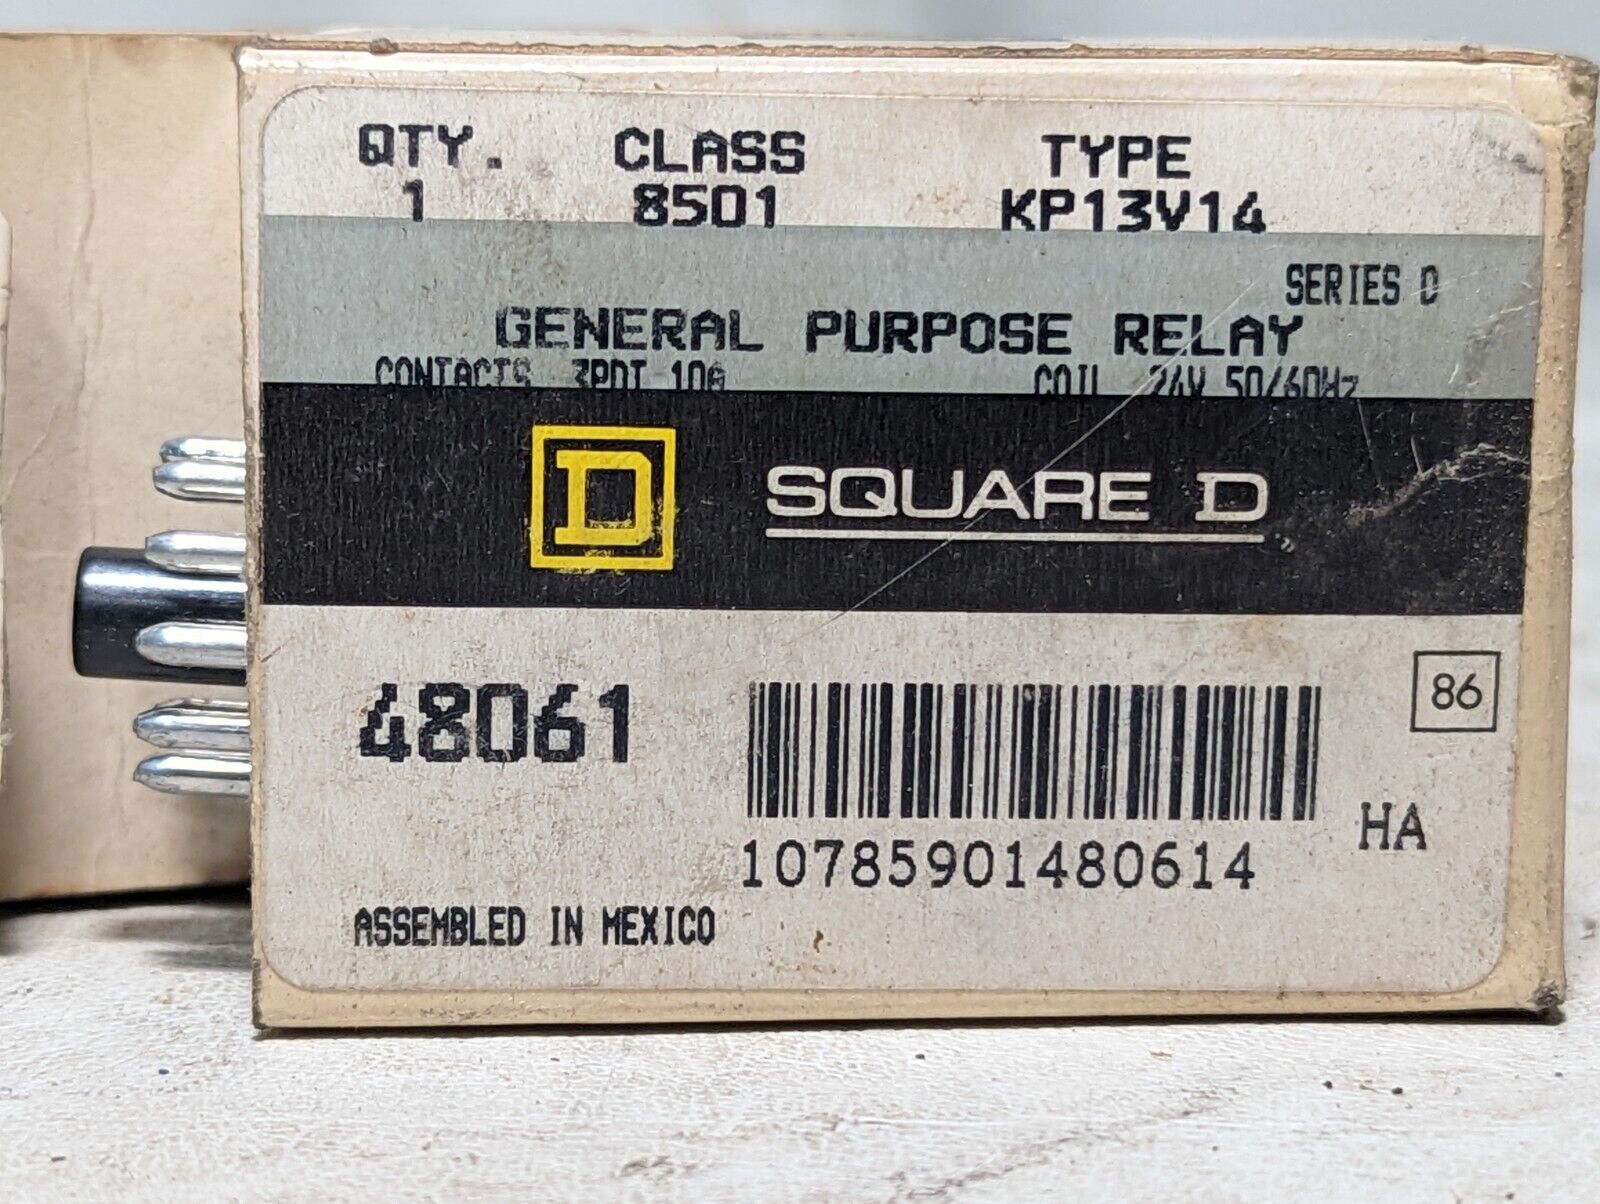 QTY. CLASS TYPE
1 8501 KP13V14
SERIES D
GENERAL PURPOSE RELAY
CONTACTS 3PDT 10A COIL 24V 50/60Hz
D SQUARE D
48061
86
10785901480614
HA
ASSEMBLED IN MEXICO